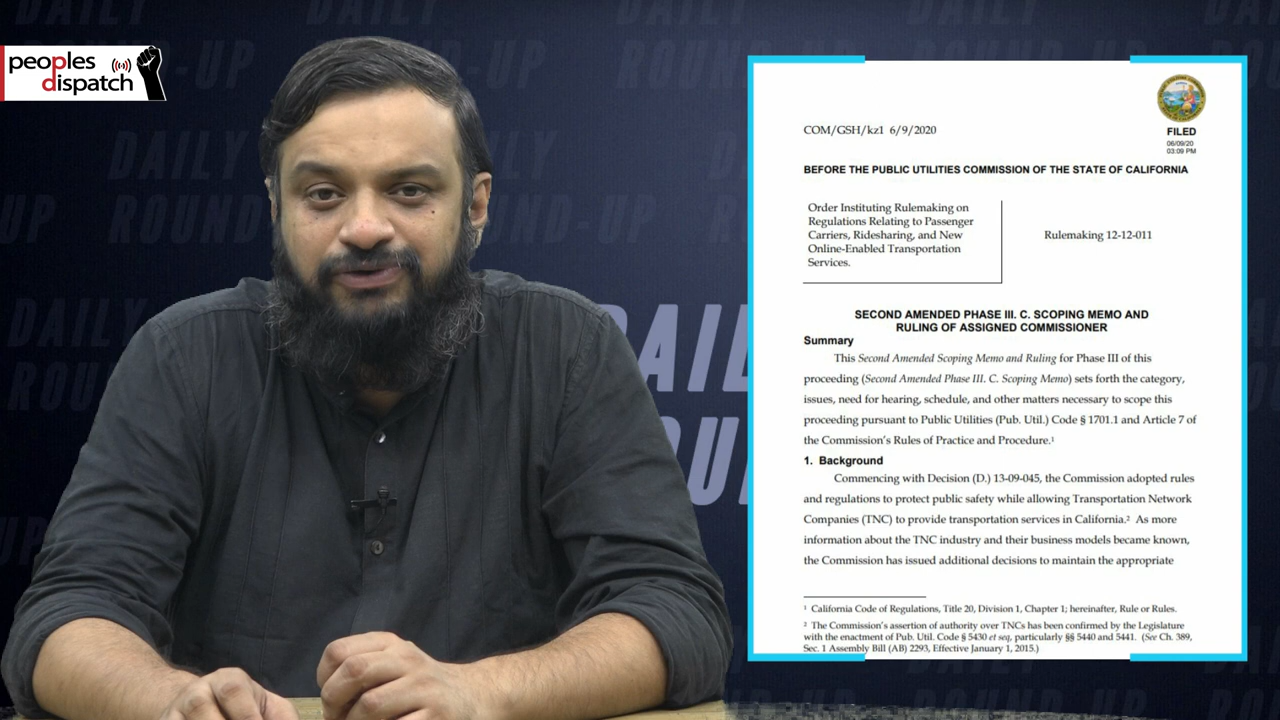 peoples
dispatch
DAILY
ROUND-UP
COM/GSH/kz1 6/9/2020
FILED
06/09/20
03:09 PM
BEFORE THE PUBLIC UTILITIES COMMISSION OF THE STATE OF CALIFORNIA
Order Instituting Rulemaking on
Regulations Relating to Passenger
Carriers, Ridesharing, and New
Online-Enabled Transportation
Services.
Rulemaking 12-12-011
SECOND AMENDED PHASE III. C. SCOPING MEMO AND
RULING OF ASSIGNED COMMISSIONER
Summary
This Second Amended Scoping Memo and Ruling for Phase III of this
proceeding (Second Amended Phase III. C. Scoping Memo) sets forth the category,
issues, need for hearing, schedule, and other matters necessary to scope this
proceeding pursuant to Public Utilities (Pub. Util.) Code § 1701.1 and Article 7 of
the Commission's Rules of Practice and Procedure.¹
1. Background
Commencing with Decision (D.) 13-09-045, the Commission adopted rules
and regulations to protect public safety while allowing Transportation Network
Companies (TNC) to provide transportation services in California.² As more
information about the TNC industry and their business models became known,
the Commission has issued additional decisions to maintain the appropriate
¹ California Code of Regulations, Title 20, Division 1, Chapter 1; hereinafter, Rule or Rules.
² The Commission's assertion of authority over TNCs has been confirmed by the Legislature
with the enactment of Pub. Util. Code § 5430 et seq, particularly §§ 5440 and 5441. (See Ch. 389,
Sec. 1 Assembly Bill (AB) 2293, Effective January 1, 2015.)